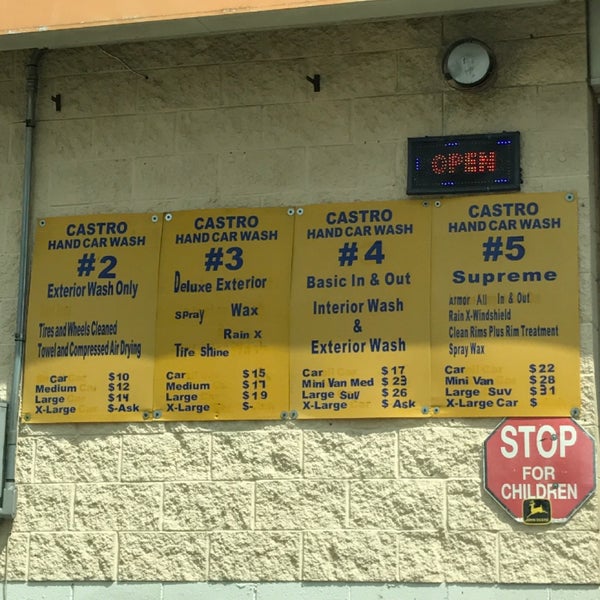 OPEN
CASTRO
HAND CAR WASH
#2
Exterior Wash Only
Tires and Wheels Cleaned
Towel and Compressed Air Drying
Car $10
Medium $12
Large $14
X-Large $-Ask
CASTRO
HAND CAR WASH
#3
Deluxe Exterior
SPray Wax
Rain X
Tire Shine
Car $15
Medium $17
Large $19
X-Large $-
CASTRO
HAND CAR WASH
#4
Basic In & Out
Interior Wash
&
Exterior Wash
Car $17
Mini Van Med $23
Large Suv $26
X-Large $Ask
CASTRO
HAND CAR WASH
#5
Supreme
Armor All In & Out
Rain X-Windshield
Clean Rims Plus Rim Treatment
Spray Wax
Car $22
Mini Van $28
Large Suv $31
X-Large Car $
STOP
FOR
CHILDREN
JOHN DEERE